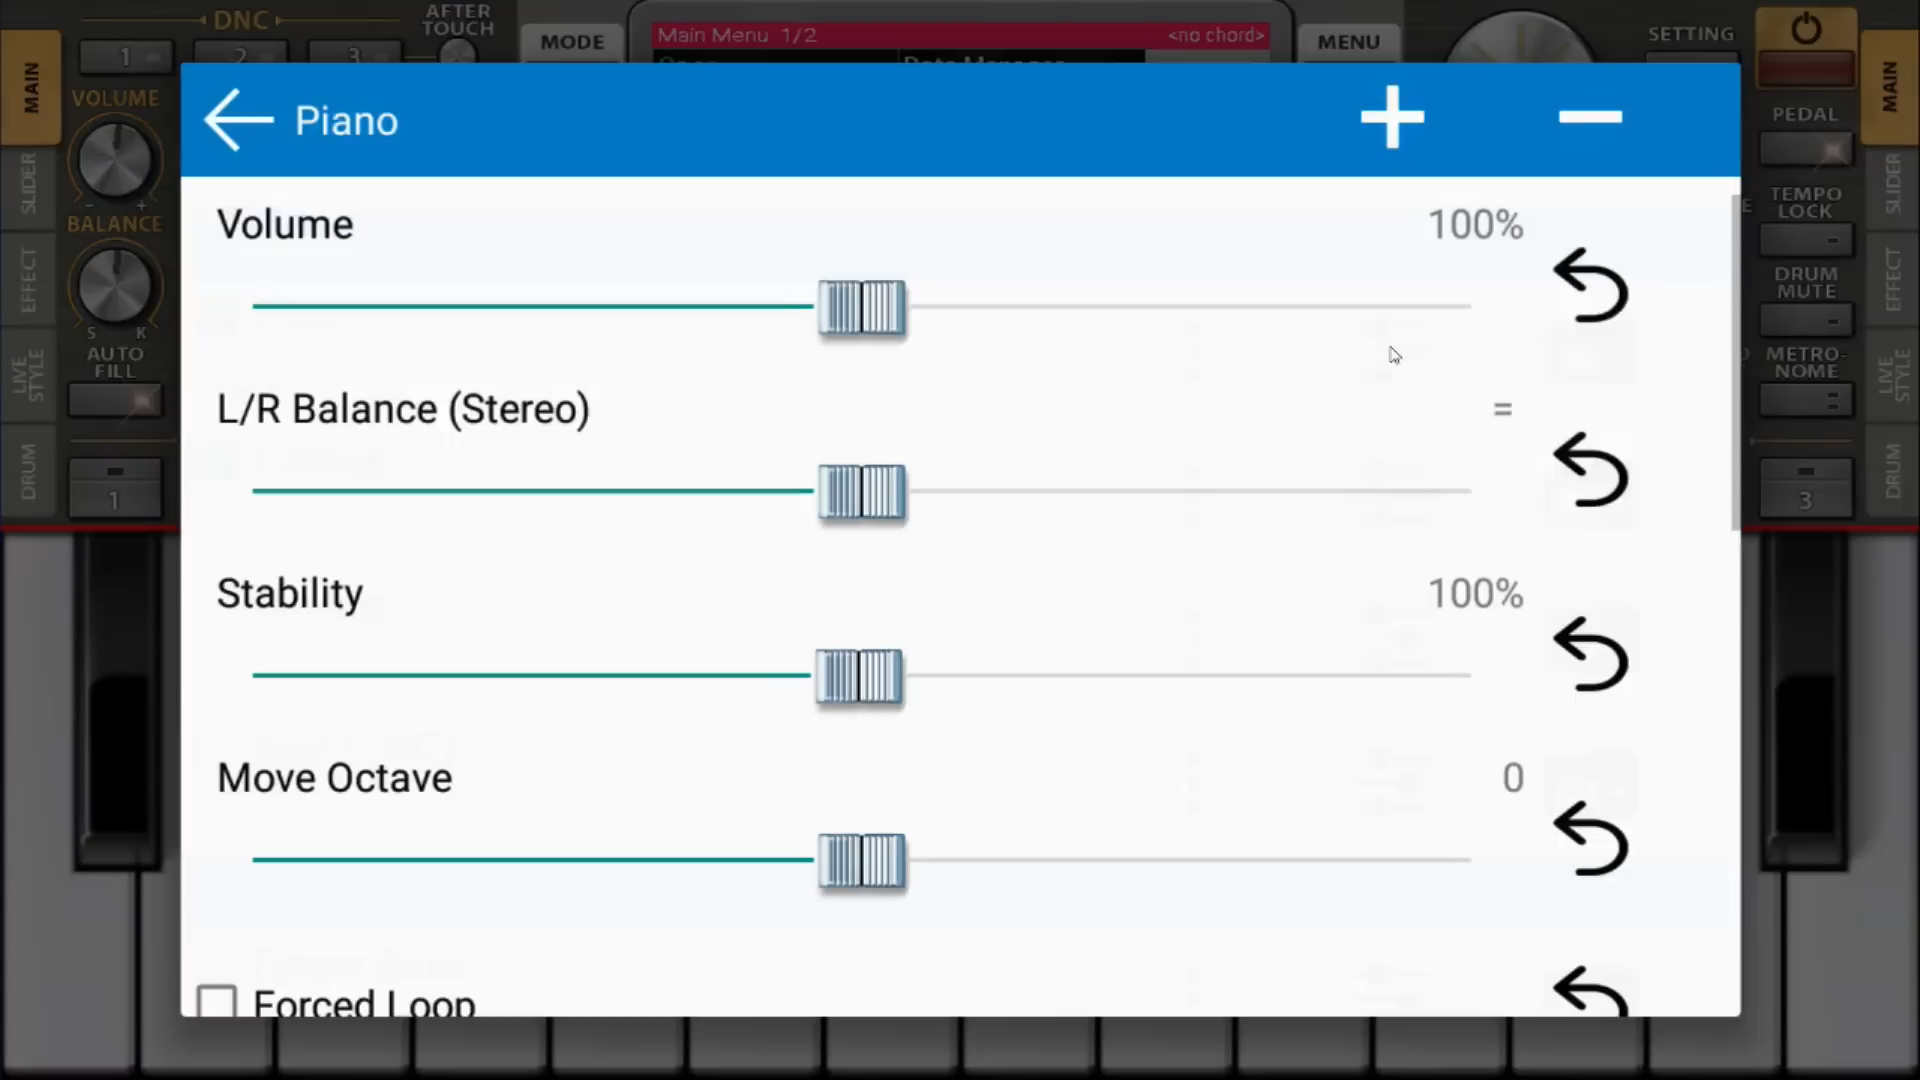 DNC
AFTER
TOUCH
1
2
3
MODE
Main Menu 1/2
<no chord>
MENU
SETTING
MAIN
VOLUME
- +
BALANCE
S K
AUTO
FILL
1
SLIDER
EFFECT
LIVE
STYLE
DRUM
Piano
Volume
100%
L/R Balance (Stereo)
=
Stability
100%
Move Octave
0
Forced Loop
PEDAL
TEMPO
LOCK
DRUM
MUTE
METRO-
NOME
3
MAIN
SLIDER
EFFECT
LIVE
STYLE
DRUM